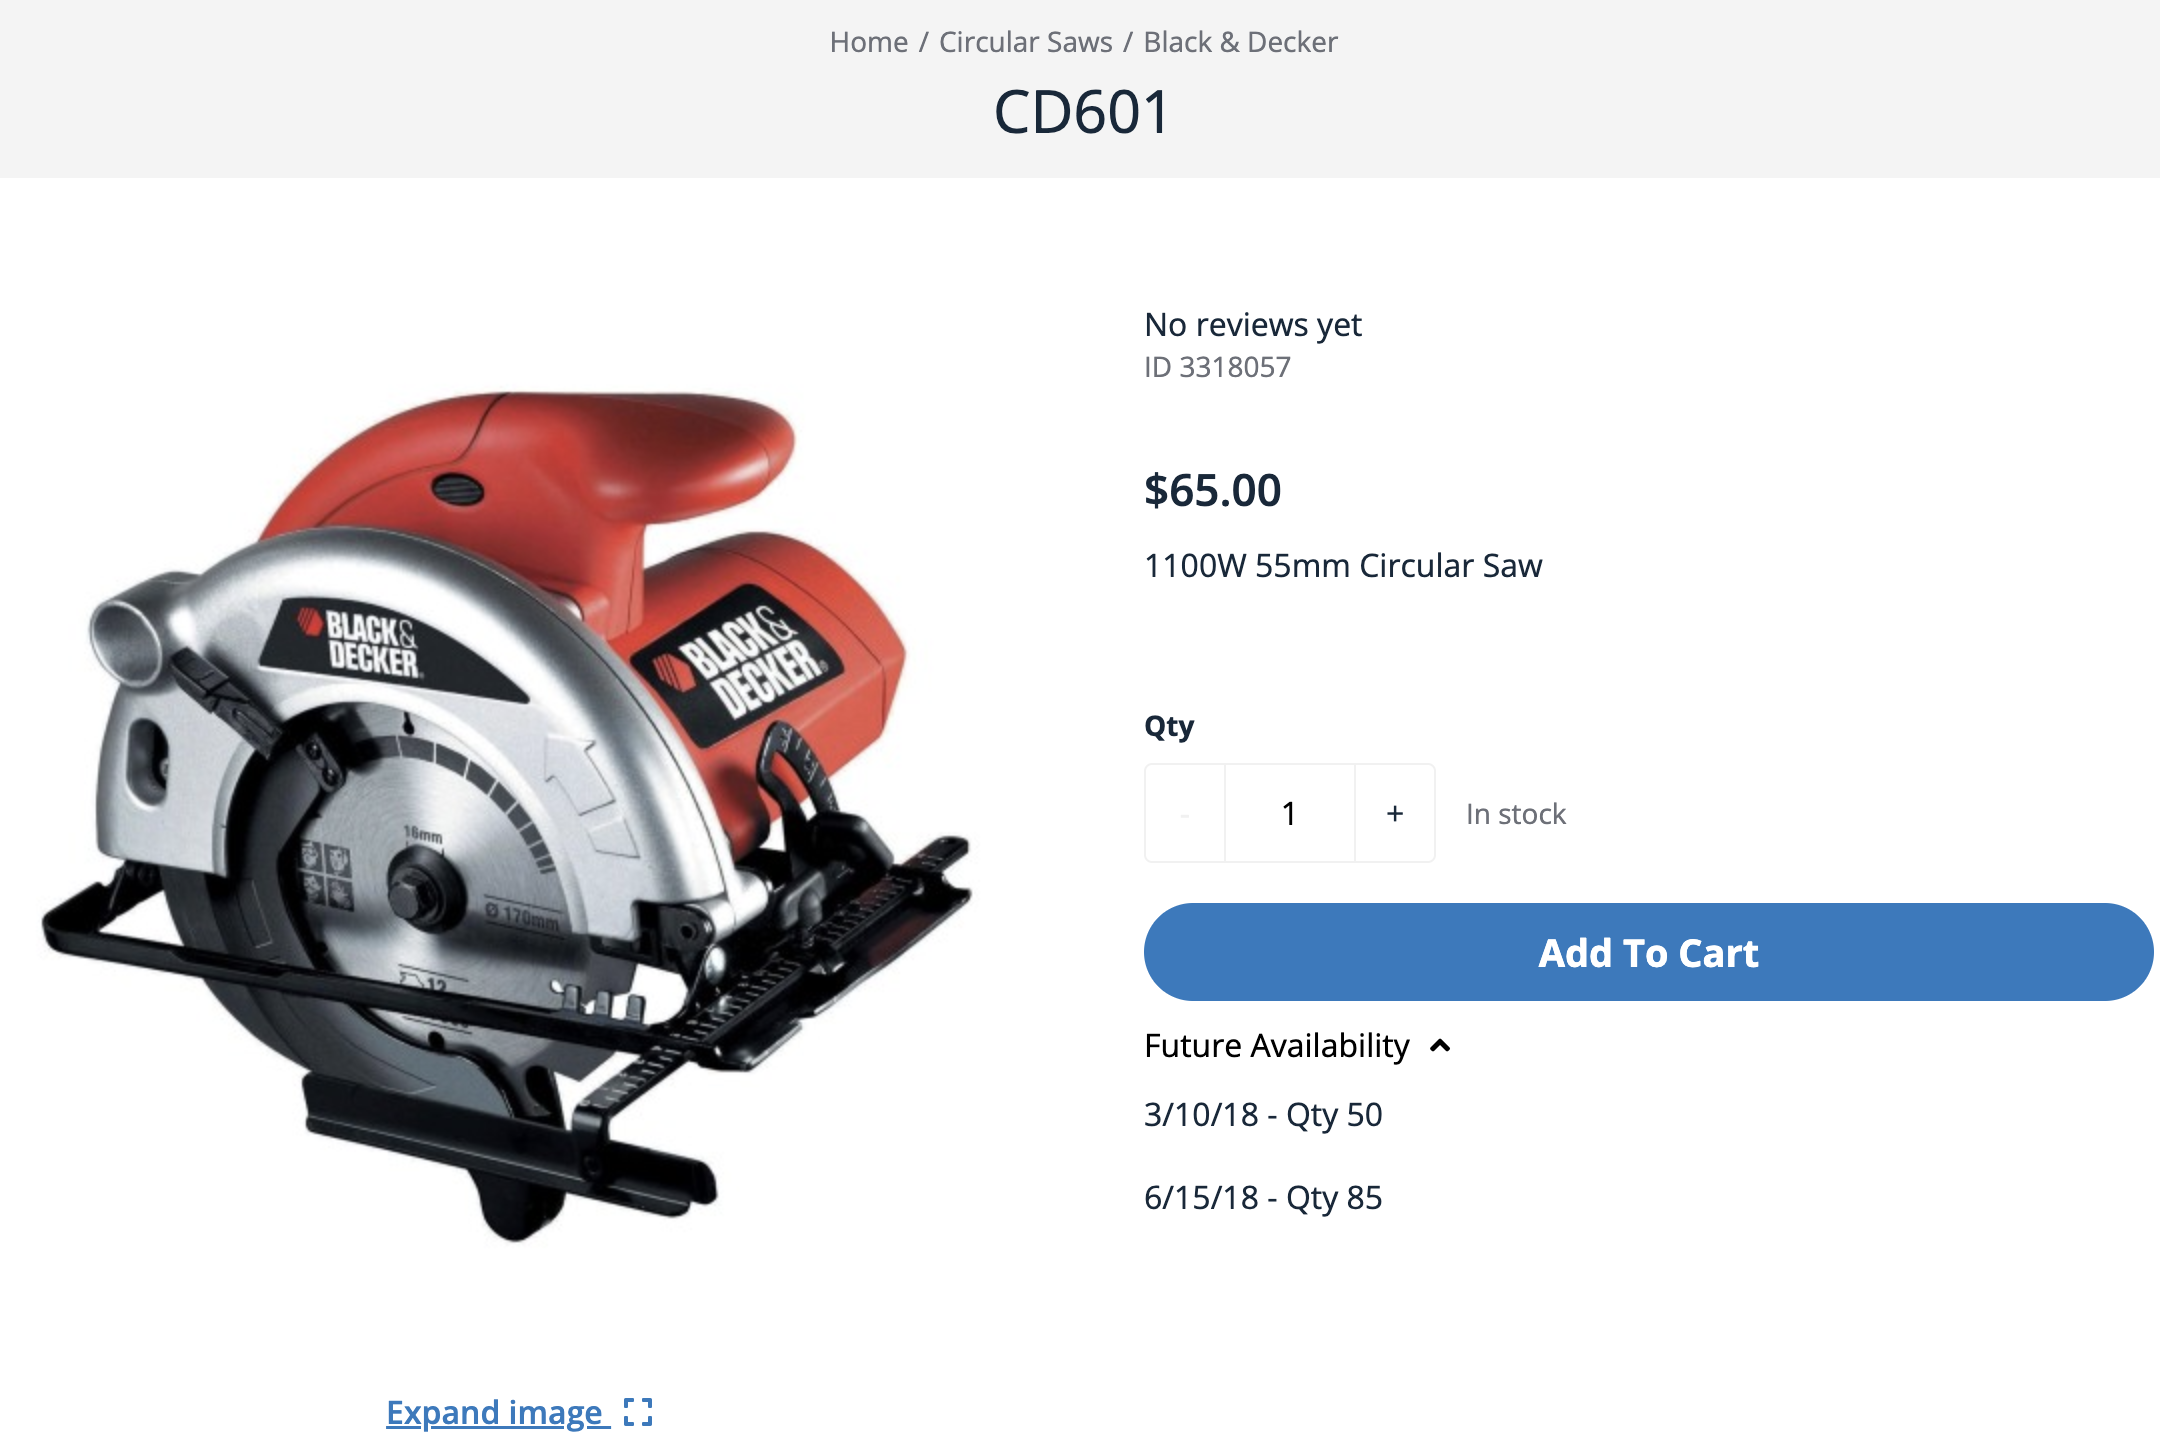 Home / Circular Saws / Black & Decker
CD601
No reviews yet
ID 3318057
$65.00
1100W 55mm Circular Saw
Qty
- 1 + In stock
Add To Cart
Future Availability
3/10/18 - Qty 50
6/15/18 - Qty 85
BLACK&
DECKER
BLACK&
DECKER
16mm
Ø 170mm
12
Expand image